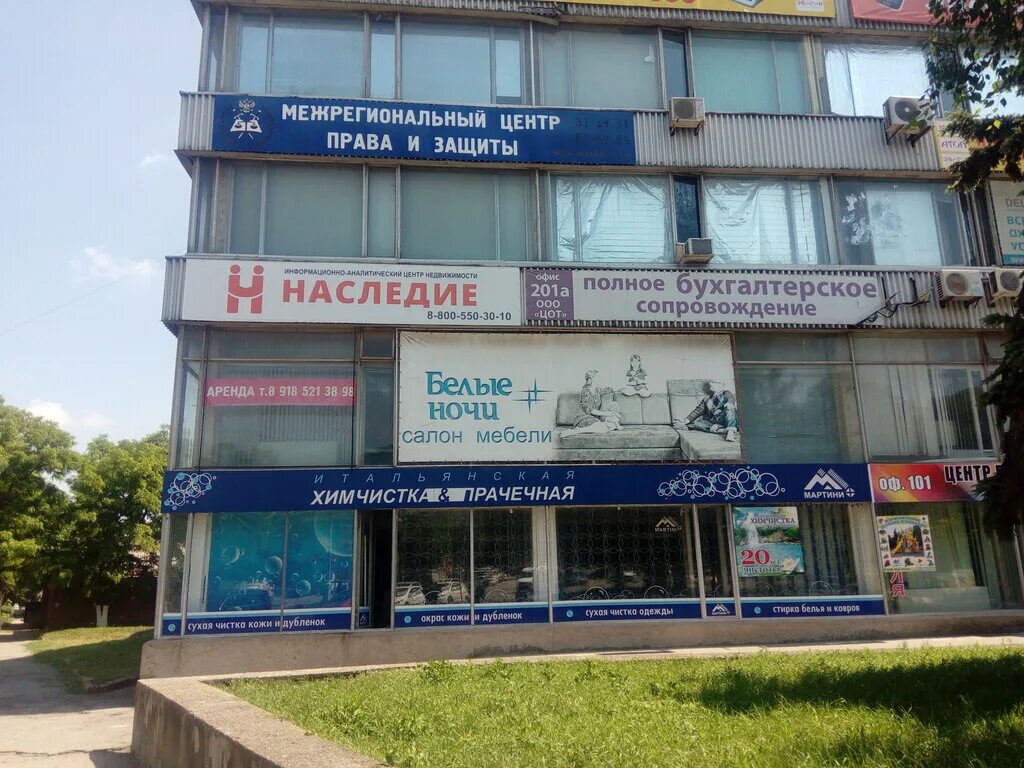 МЕЖРЕГИОНАЛЬНЫЙ ЦЕНТР
ПРАВА И ЗАЩИТЫ
ИНФОРМАЦИОННО-АНАЛИТИЧЕСКИЙ ЦЕНТР НЕДВИЖИМОСТИ
НАСЛЕДИЕ
8-800-550-30-10
ОФИС
201а
ООО
"ЦОТ"
ПОЛНОЕ бухгалтерское
СОПРОВОЖДЕНИЕ
АРЕНДА т.8 918 521 38 98
Белые
ночи
салон мебели
ИТАЛЬЯНСКАЯ
ХИМЧИСТКА & ПРАЧЕЧНАЯ
МАРТИНИ
ОФ. 101
ЦЕНТР
МАРТИНИ
ХИМЧИСТКА
20
сухая чистка кожи и дубленок
окрас кожи и дубленок
сухая чистка одежды
МАРТИНИ
стирка белья и ковров